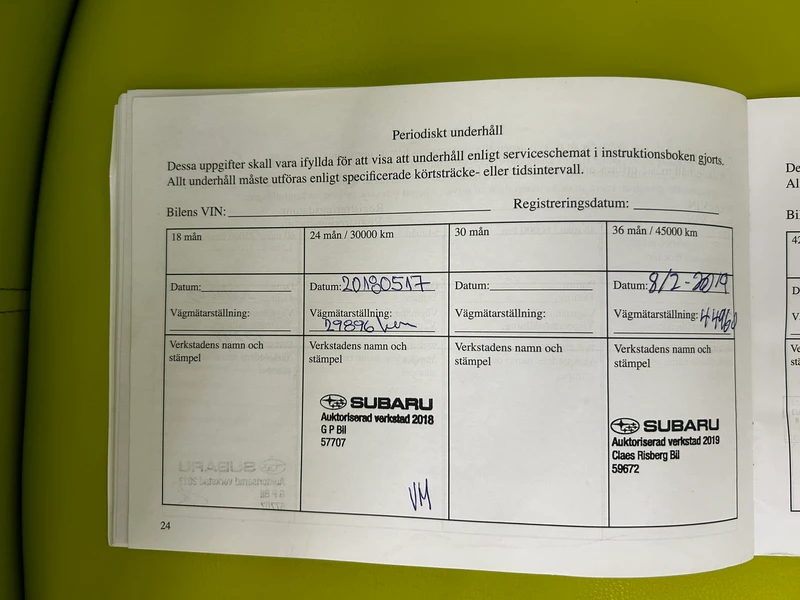 Periodiskt underhåll
Dessa uppgifter skall vara ifyllda för att visa att underhåll enligt serviceschemat i instruktionsboken gjorts.
Allt underhåll måste utföras enligt specificerade körtsträcke- eller tidsintervall.
Bilens VIN: Registreringsdatum:
18 mån
Datum:
Vägmätarställning:
Verkstadens namn och
stämpel
24 mån / 30000 km
Datum: 20180517
Vägmätarställning:
29896 km
Verkstadens namn och
stämpel
SUBARU
Auktoriserad verkstad 2018
G P Bil
57707
VM
30 mån
Datum:
Vägmätarställning:
Verkstadens namn och
stämpel
36 mån / 45000 km
Datum: 8/2-2019
Vägmätarställning: 44960
Verkstadens namn och
stämpel
SUBARU
Auktoriserad verkstad 2019
Claes Risberg Bil
59672
24